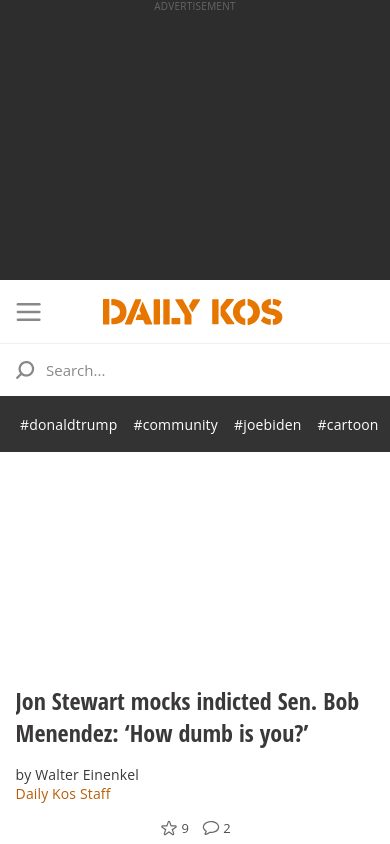 ADVERTISEMENT
DAILY KOS
Search...
#donaldtrump #community #joebiden #cartoon
Jon Stewart mocks indicted Sen. Bob
Menendez: ‘How dumb is you?’
by Walter Einenkel
Daily Kos Staff
9 2